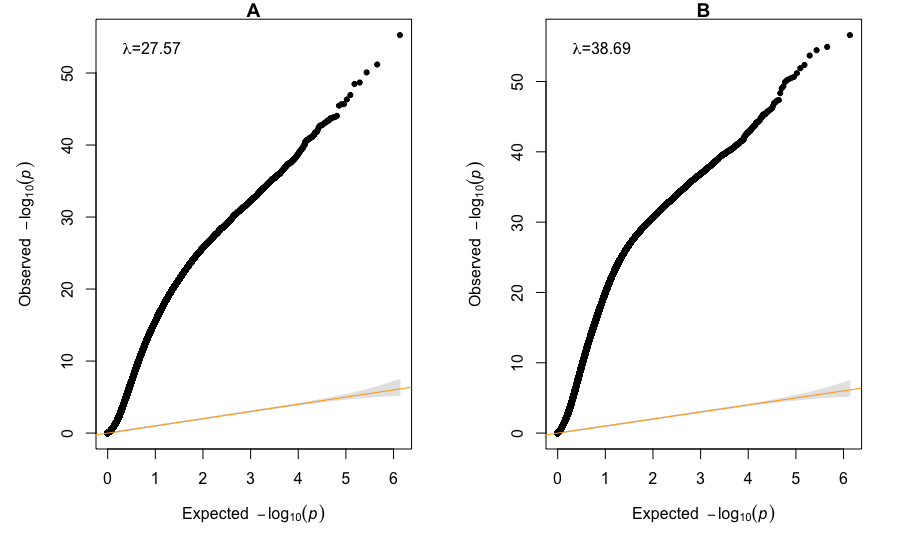 A
λ=27.57
Observed −log10(p)
50
40
30
20
10
0
0 1 2 3 4 5 6
Expected −log10(p)
B
λ=38.69
Observed −log10(p)
50
40
30
20
10
0
0 1 2 3 4 5 6
Expected −log10(p)